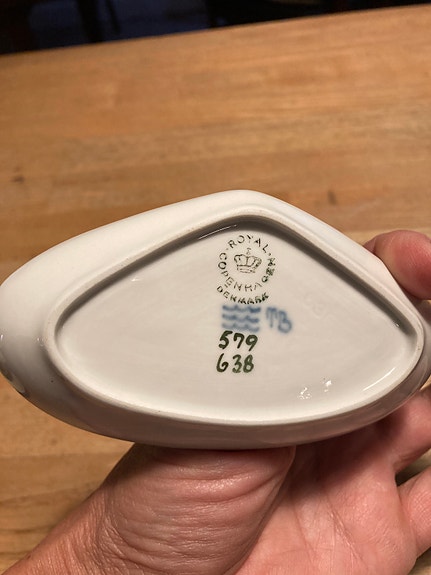 ROYAL
COPENHAGEN
DENMARK
TB
579
638